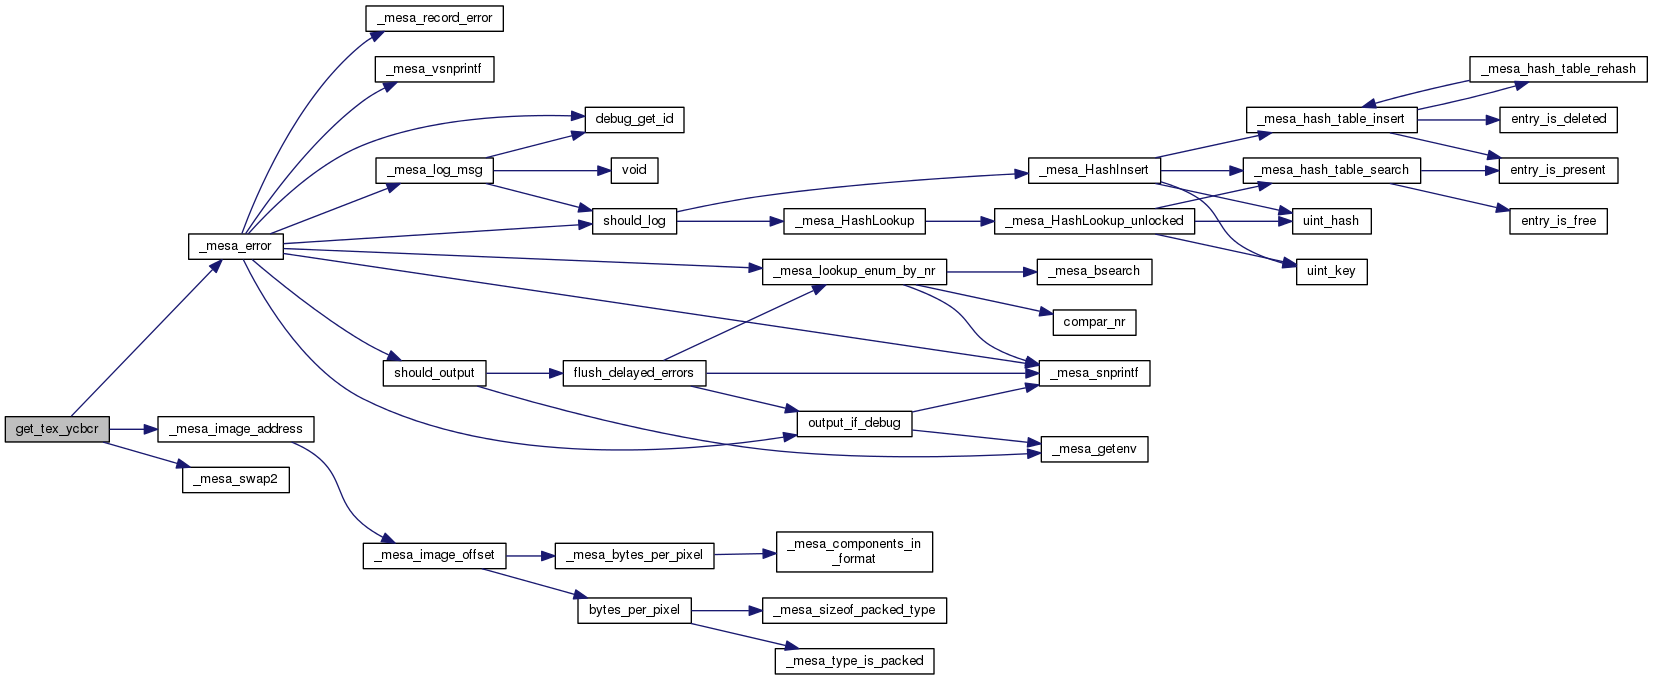 _mesa_record_error
_mesa_vsnprintf
_mesa_hash_table_rehash
debug_get_id
_mesa_hash_table_insert
entry_is_deleted
_mesa_log_msg
void
_mesa_HashInsert
_mesa_hash_table_search
entry_is_present
should_log
_mesa_HashLookup
_mesa_HashLookup_unlocked
uint_hash
entry_is_free
_mesa_error
_mesa_lookup_enum_by_nr
_mesa_bsearch
uint_key
compar_nr
should_output
flush_delayed_errors
_mesa_snprintf
get_tex_ycbcr
_mesa_image_address
output_if_debug
_mesa_getenv
_mesa_swap2
_mesa_image_offset
_mesa_bytes_per_pixel
_mesa_components_in
_format
bytes_per_pixel
_mesa_sizeof_packed_type
_mesa_type_is_packed